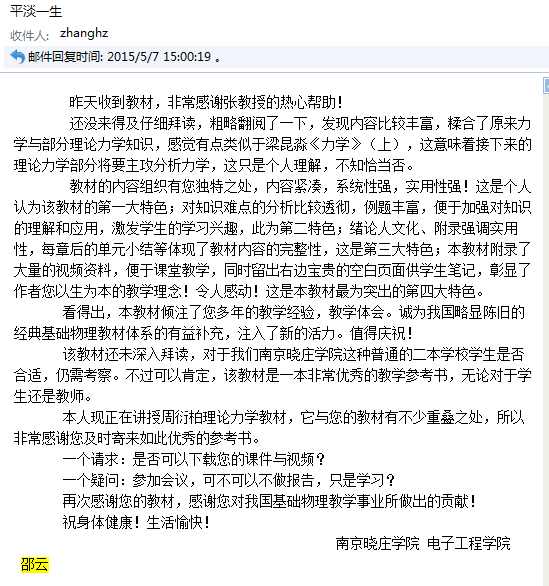 平淡一生
收件人: zhanghz
邮件回复时间: 2015/5/7 15:00:19 。
昨天收到教材，非常感谢张教授的热心帮助！
还没来得及仔细拜读，粗略翻阅了一下，发现内容比较丰富，糅合了原来力
学与部分理论力学知识，感觉有点类似于梁昆淼《力学》（上），这意味着接下来的
理论力学部分将要主攻分析力学，这只是个人理解，不知恰当否。
教材的内容组织有您独特之处，内容紧凑，系统性强，实用性强！这是个人
认为该教材的第一大特色；对知识难点的分析比较透彻，例题丰富，便于加强对知识
的理解和应用，激发学生的学习兴趣，此为第二特色；绪论人文化、附录强调实用
性，每章后的单元小结等体现了教材内容的完整性，这是第三大特色；本教材附录了
大量的视频资料，便于课堂教学，同时留出右边宝贵的空白页面供学生笔记，彰显了
作者您以生为本的教学理念！令人感动！这是本教材最为突出的第四大特色。
看得出，本教材倾注了您多年的教学经验，教学体会。诚为我国略显陈旧的
经典基础物理教材体系的有益补充，注入了新的活力。值得庆祝！
该教材还未深入拜读，对于我们南京晓庄学院这种普通的二本学校学生是否
合适，仍需考察。不过可以肯定，该教材是一本非常优秀的教学参考书，无论对于学
生还是教师。
本人现正在讲授周衍柏理论力学教材，它与您的教材有不少重叠之处，所以
非常感谢您及时寄来如此优秀的参考书。
一个请求：是否可以下载您的课件与视频？
一个疑问：参加会议，可不可以不做报告，只是学习？
再次感谢您的教材，感谢您对我国基础物理教学事业所做出的贡献！
祝身体健康！生活愉快！
南京晓庄学院 电子工程学院
邵云